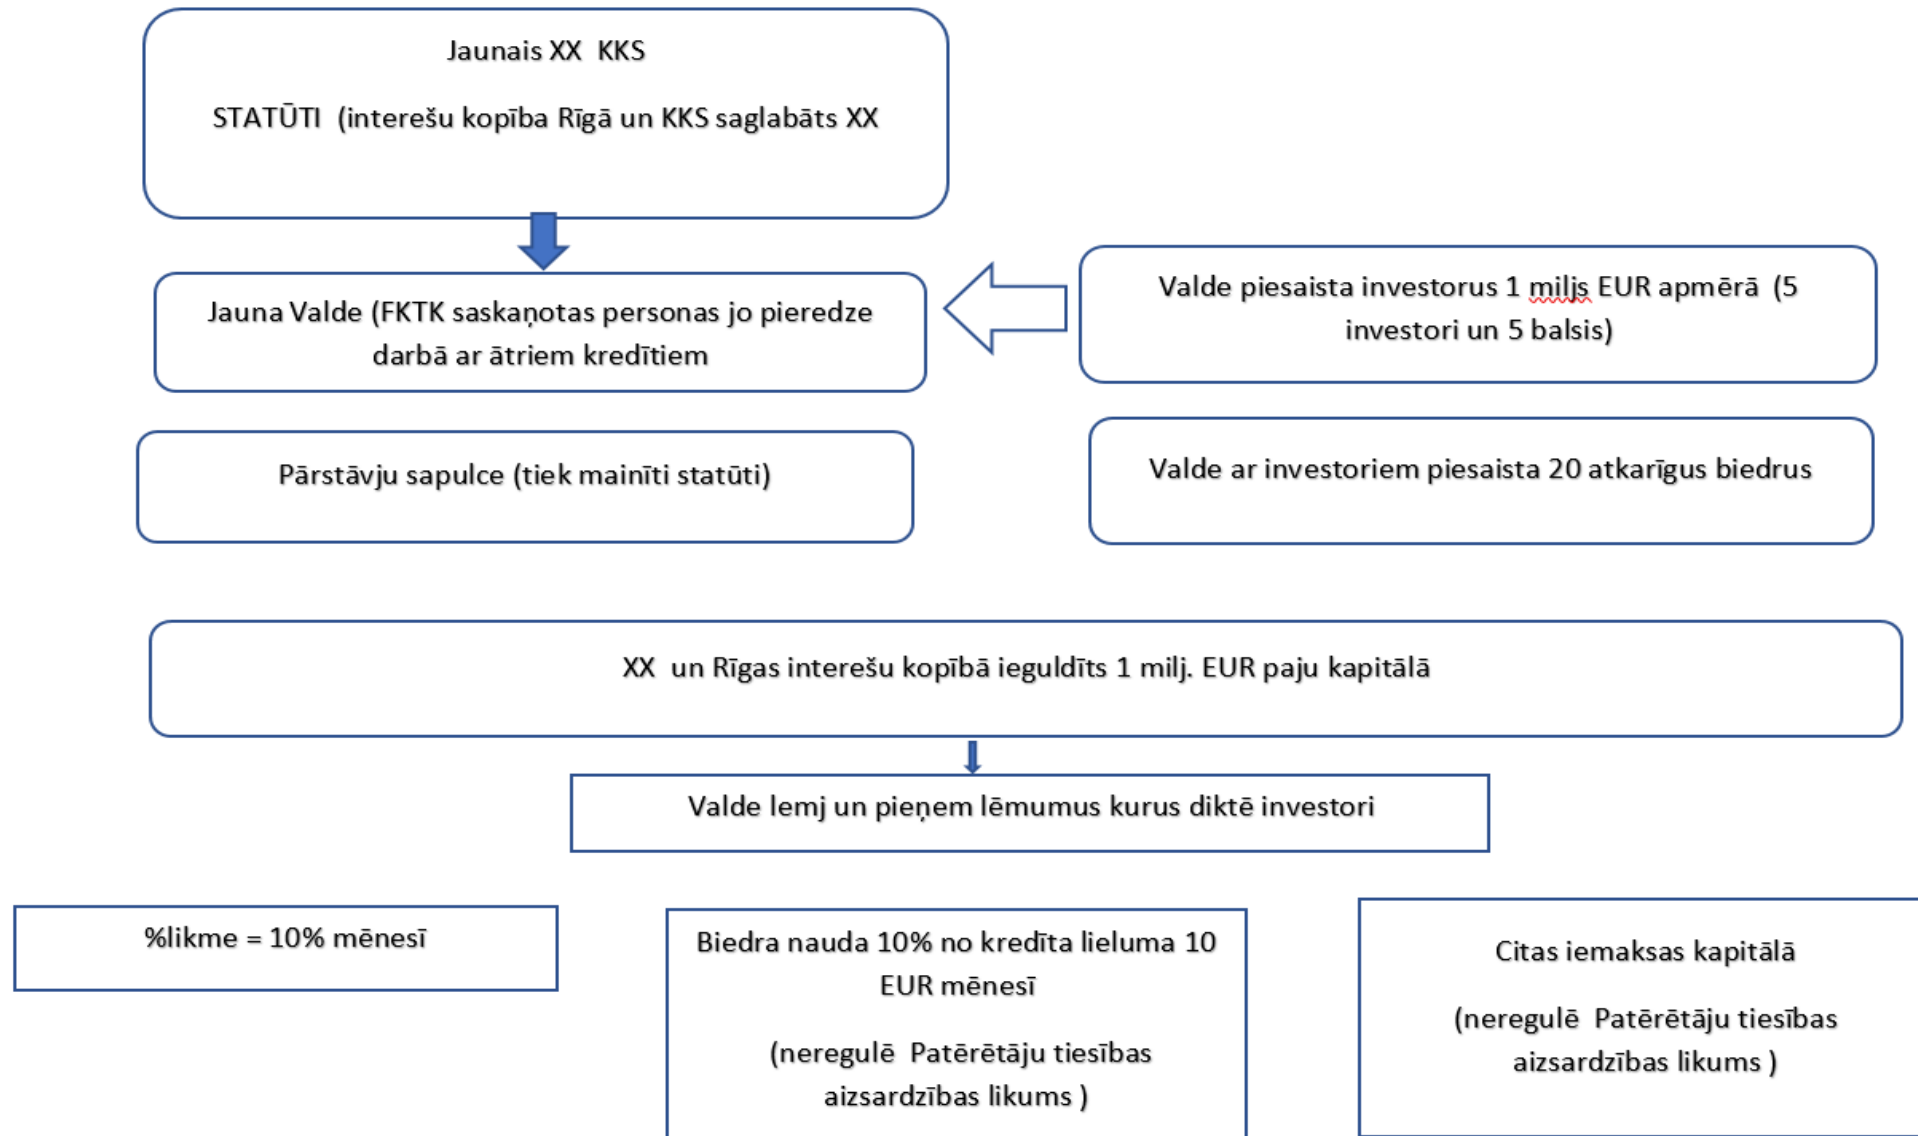 Jaunais XX KKS
STATŪTI (interešu kopība Rīgā un KKS saglabāts XX
Jauna Valde (FKTK saskaņotas personas jo pieredze
darbā ar ātriem kredītiem
Valde piesaista investorus 1 miljs EUR apmērā (5
investori un 5 balsis)
Pārstāvju sapulce (tiek mainīti statūti)
Valde ar investoriem piesaista 20 atkarīgus biedrus
XX un Rīgas interešu kopībā ieguldīts 1 milj. EUR paju kapitālā
Valde lemj un pieņem lēmumus kurus diktē investori
%likme = 10% mēnesī
Biedra nauda 10% no kredīta lieluma 10
EUR mēnesī
(neregulē Patērētāju tiesības
aizsardzības likums )
Citas iemaksas kapitālā
(neregulē Patērētāju tiesības
aizsardzības likums )